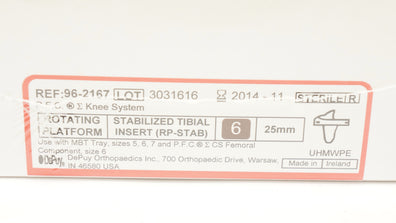 REF:96-2167 LOT 3031616 2014-11 STERILE R
P.F.C.®Σ Knee System
ROTATING PLATFORM STABILIZED TIBIAL INSERT (RP-STAB) 6 25mm
Use with MBT Tray, sizes 5, 6, 7 and P.F.C.®Σ CS Femoral
Component, size 6 UHMWPE
DePuy DePuy Orthopaedics Inc., 700 Orthopaedic Drive, Warsaw, Made in Ireland
IN 46580 USA